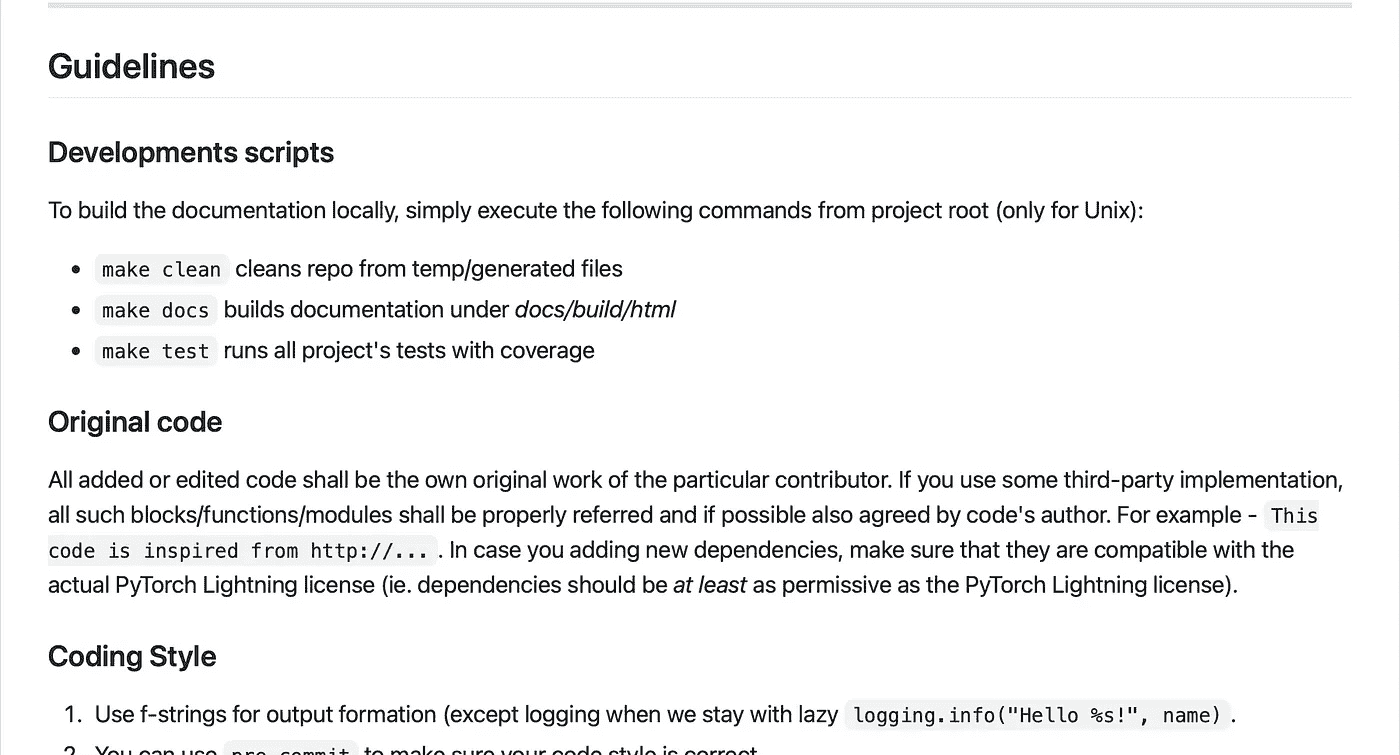 Guidelines
Developments scripts
To build the documentation locally, simply execute the following commands from project root (only for Unix):
• make clean cleans repo from temp/generated files
• make docs builds documentation under docs/build/html
• make test runs all project's tests with coverage
Original code
All added or edited code shall be the own original work of the particular contributor. If you use some third-party implementation,
all such blocks/functions/modules shall be properly referred and if possible also agreed by code's author. For example - This
code is inspired from http://... . In case you adding new dependencies, make sure that they are compatible with the
actual PyTorch Lightning license (ie. dependencies should be at least as permissive as the PyTorch Lightning license).
Coding Style
1. Use f-strings for output formation (except logging when we stay with lazy logging.info("Hello %s!", name) .
2. You can use pre-commit to make sure your code style is correct.